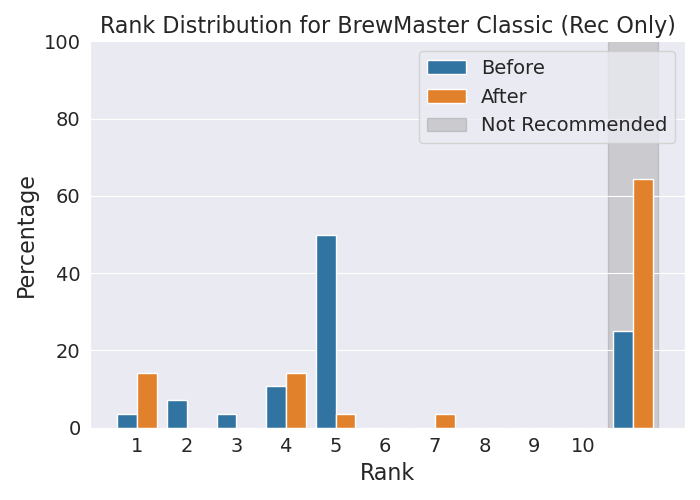 Rank Distribution for BrewMaster Classic (Rec Only)
100
80
60
40
20
0
Percentage
Before
After
Not Recommended
1 2 3 4 5 6 7 8 9 10
Rank